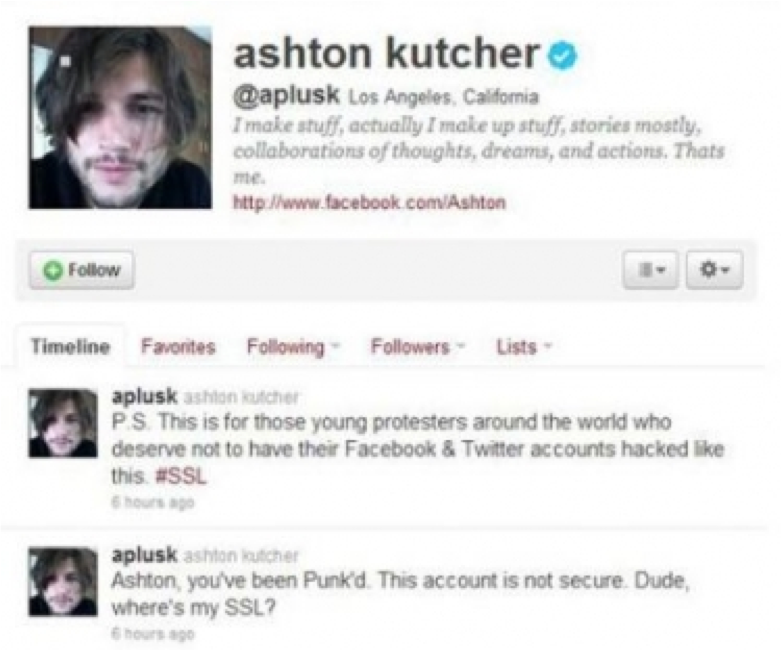 ashton kutcher
@aplusk Los Angeles, California
I make stuff, actually I make up stuff, stories mostly,
collaborations of thoughts, dreams, and actions. Thats
me.
http://www.facebook.com/Ashton
Follow
Timeline Favorites Following Followers Lists
aplusk ashton kutcher
P.S. This is for those young protesters around the world who
deserve not to have their Facebook & Twitter accounts hacked like
this. #SSL
6 hours ago
aplusk ashton kutcher
Ashton, you've been Punk'd. This account is not secure. Dude,
where's my SSL?
6 hours ago